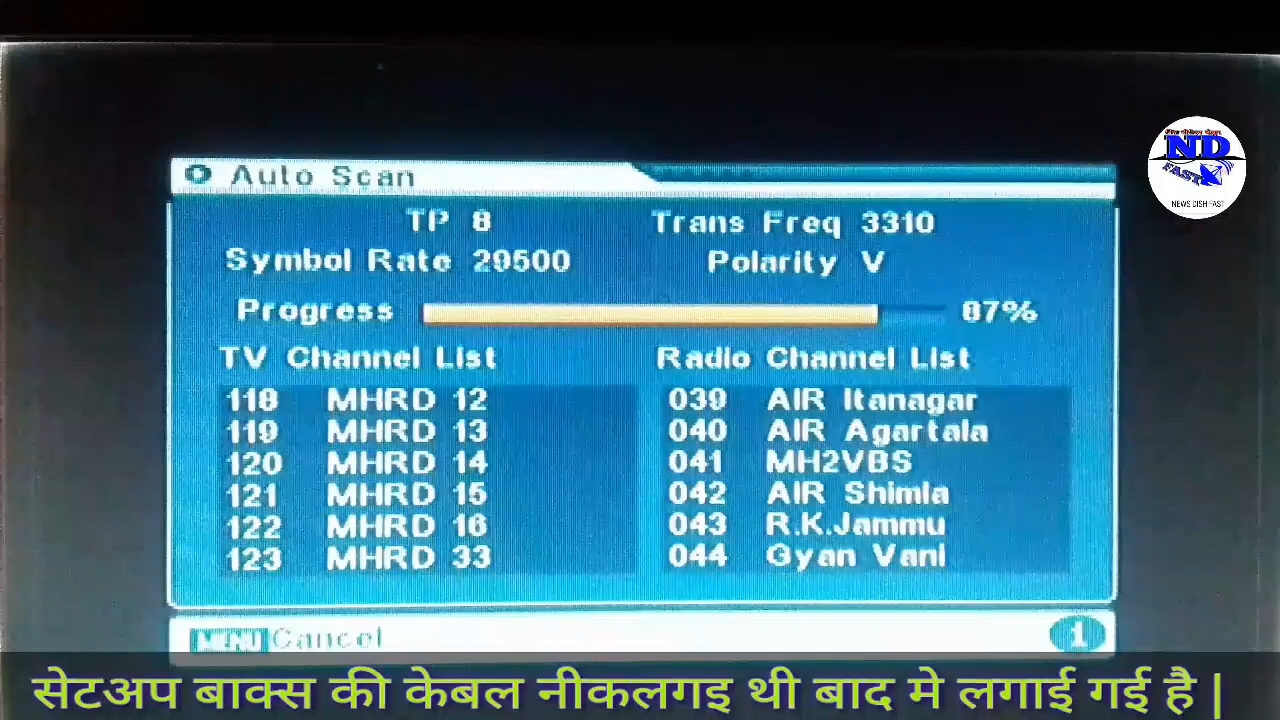 Auto Scan
TP 8 Trans Freq 3310
Symbol Rate 29500 Polarity V
Progress 87%
TV Channel List Radio Channel List
118 MHRD 12 039 AIR Itanagar
119 MHRD 13 040 AIR Agartala
120 MHRD 14 041 MH2VBS
121 MHRD 15 042 AIR Shimla
122 MHRD 16 043 R.K.Jammu
123 MHRD 33 044 Gyan Vani
MENU Cancel i
ND
FAST
NEWS DISH FAST
सेटअप बाक्स की केबल नीकलगइ थी बाद मे लगाई गई है |